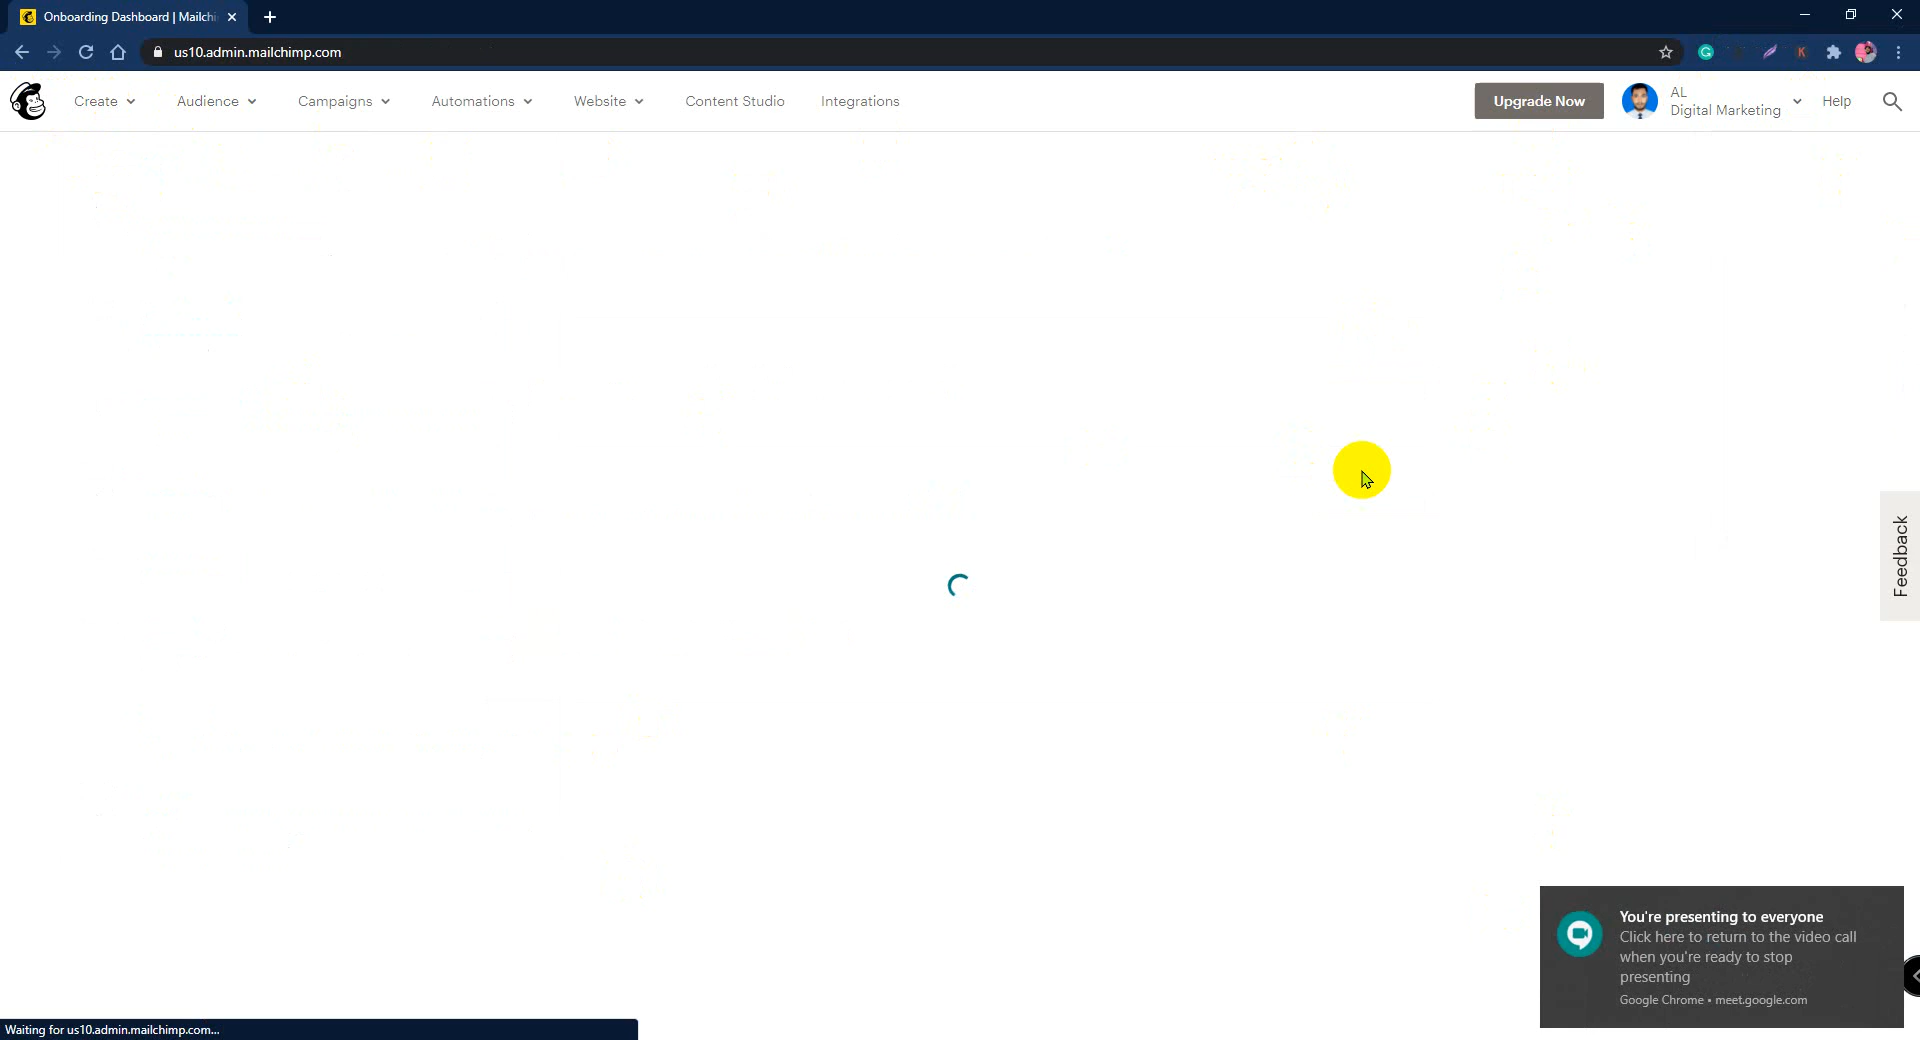 Onboarding Dashboard | Mailchi
us10.admin.mailchimp.com
Create
Audience
Campaigns
Automations
Website
Content Studio
Integrations
Upgrade Now
AL
Digital Marketing
Help
Feedback
You're presenting to everyone
Click here to return to the video call
when you're ready to stop
presenting
Google Chrome • meet.google.com
Waiting for us10.admin.mailchimp.com...